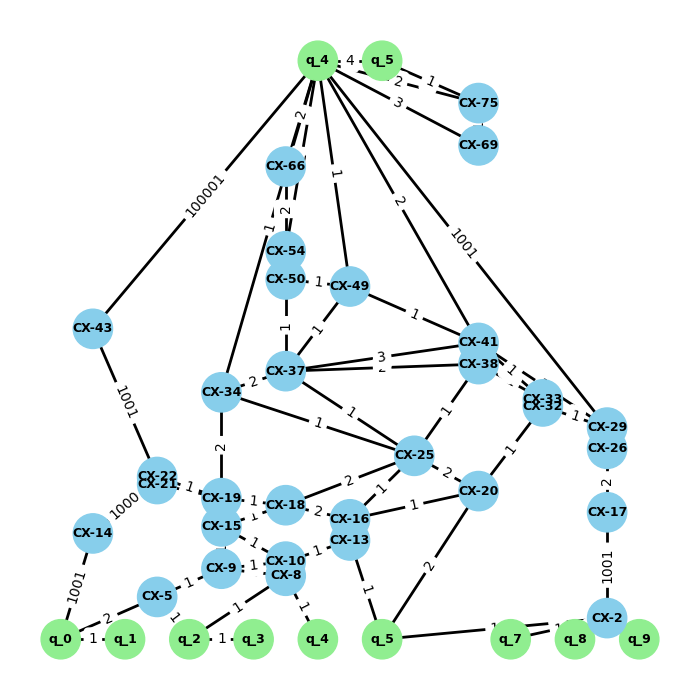 q_4 4 q_5
2 1 CX-75
3
2 CX-69
CX-66
1
100001 2 2 1001
1 CX-54
CX-50 1 CX-49
CX-43 1 CX-41
1 1 3 CX-38
CX-37 1
CX-34 2 CX-33
1001 1 1 CX-32 1 CX-29
2 CX-25 CX-26
1
CX-22 2 2
CX-21 1 CX-19 1 CX-18 1 CX-20 2
1000 2 CX-16 1 CX-17
CX-14 CX-15 1 CX-13
1 CX-10 1
1001 CX-9 1 CX-8 2 1001
CX-5 1 1
2 1 1 1 CX-2
q_0 1 q_1 q_2 1 q_3 q_4 q_5 q_7 q_8 q_9